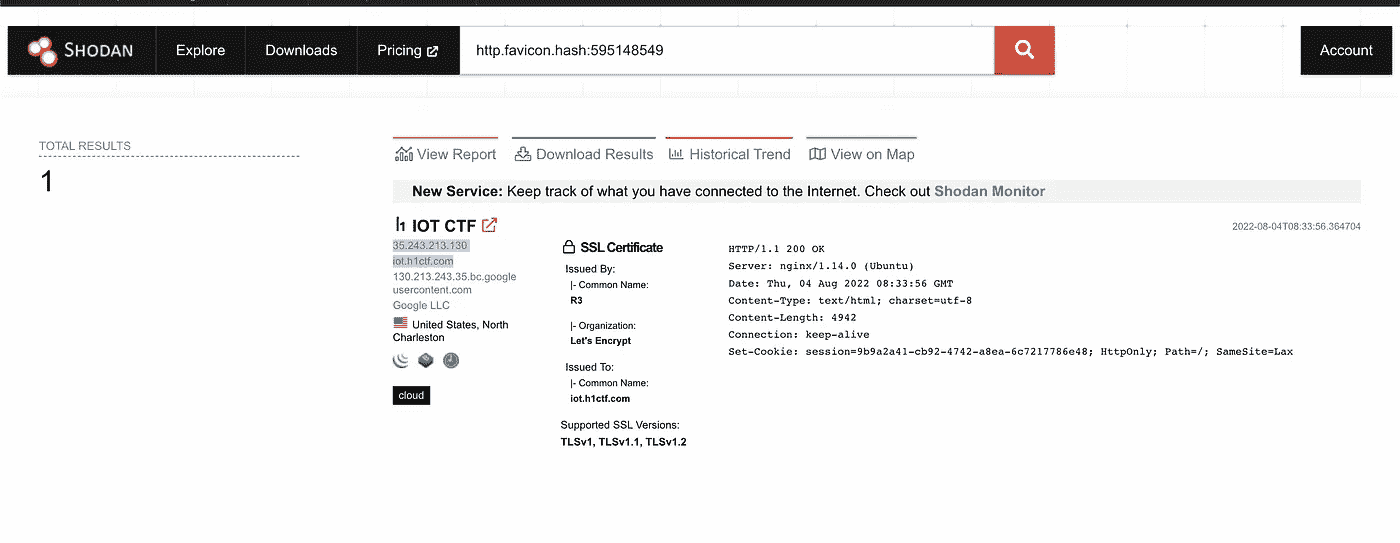 SHODAN
Explore
Downloads
Pricing
http.favicon.hash:595148549
Account
TOTAL RESULTS
1
View Report
Download Results
Historical Trend
View on Map
New Service: Keep track of what you have connected to the Internet. Check out Shodan Monitor
h1 IOT CTF
2022-08-04T08:33:56.364704
35.243.213.130
iot.h1ctf.com
130.213.243.35.bc.google
usercontent.com
Google LLC
United States, North
Charleston
cloud
SSL Certificate
Issued By:
|- Common Name:
R3
|- Organization:
Let's Encrypt
Issued To:
|- Common Name:
iot.h1ctf.com
Supported SSL Versions:
TLSv1, TLSv1.1, TLSv1.2
HTTP/1.1 200 OK
Server: nginx/1.14.0 (Ubuntu)
Date: Thu, 04 Aug 2022 08:33:56 GMT
Content-Type: text/html; charset=utf-8
Content-Length: 4942
Connection: keep-alive
Set-Cookie: session=9b9a2a41-cb92-4742-a8ea-6c7217786e48; HttpOnly; Path=/; SameSite=Lax